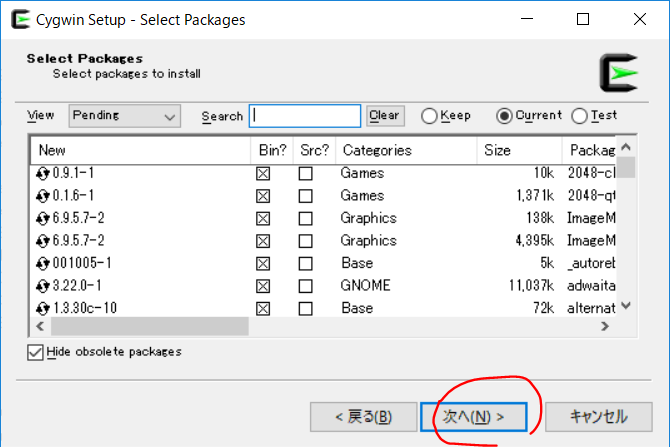 Cygwin Setup - Select Packages
Select Packages
Select packages to install
View Pending Search Clear Keep Current Test
New Bin? Src? Categories Size Packag
0.9.1-1 Games 10k 2048-cl
0.1.6-1 Games 1,371k 2048-qt
6.9.5.7-2 Graphics 138k ImageM
6.9.5.7-2 Graphics 4,395k ImageM
001005-1 Base 5k _autoreb
3.22.0-1 GNOME 11,037k adwaita
1.3.30c-10 Base 72k alternat
Hide obsolete packages
< 戻る(B) 次へ(N) > キャンセル